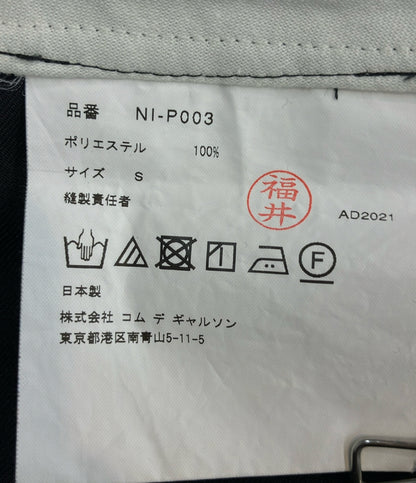 品番 NI-P003
ポリエステル 100%
サイズ S
縫製責任者
福井
AD2021
F
日本製
株式会社 コム デ ギャルソン
東京都港区南青山5-11-5